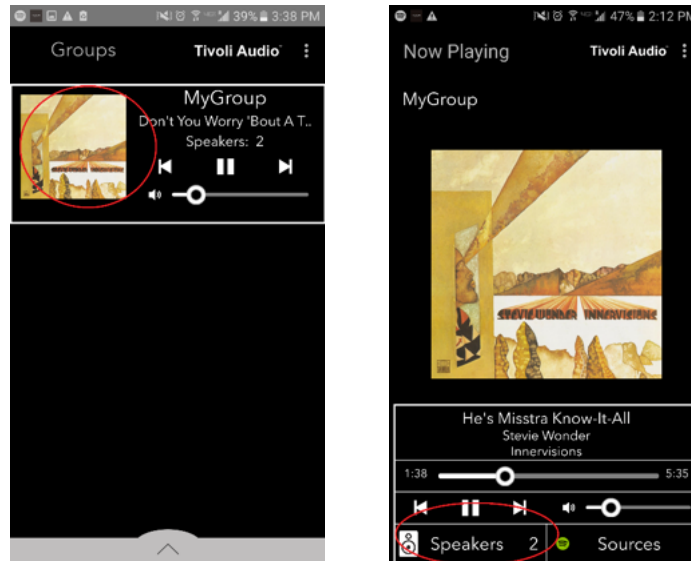 39% 3:38 PM
Groups
Tivoli Audio
MyGroup
Don't You Worry 'Bout A T..
Speakers: 2
47% 2:12 PM
Now Playing
Tivoli Audio
MyGroup
STEVIE WONDER INNERVISIONS
He's Misstra Know-It-All
Stevie Wonder
Innervisions
1:38
5:35
Speakers 2
Sources